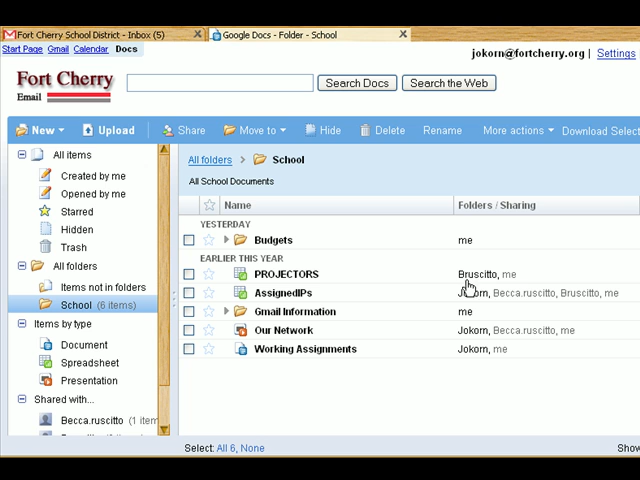 Fort Cherry School District - Inbox (5)
Google Docs - Folder - School
Start Page Gmail Calendar Docs
jokorn@fortcherry.org | Settings
Fort Cherry
Email
Search Docs Search the Web
New Upload Share Move to Hide Delete Rename More actions Download Select
All items
Created by me
Opened by me
Starred
Hidden
Trash
All folders
Items not in folders
School (6 items)
Items by type
Document
Spreadsheet
Presentation
Shared with...
Becca.ruscitto (1 item
All folders > School
All School Documents
Name Folders / Sharing
YESTERDAY
Budgets me
EARLIER THIS YEAR
PROJECTORS Bruscitto, me
AssignedIPs Jokorn, Becca.ruscitto, Bruscitto, me
Gmail Information me
Our Network Jokorn, Becca.ruscitto, me
Working Assignments Jokorn, me
Select: All 6, None
Show